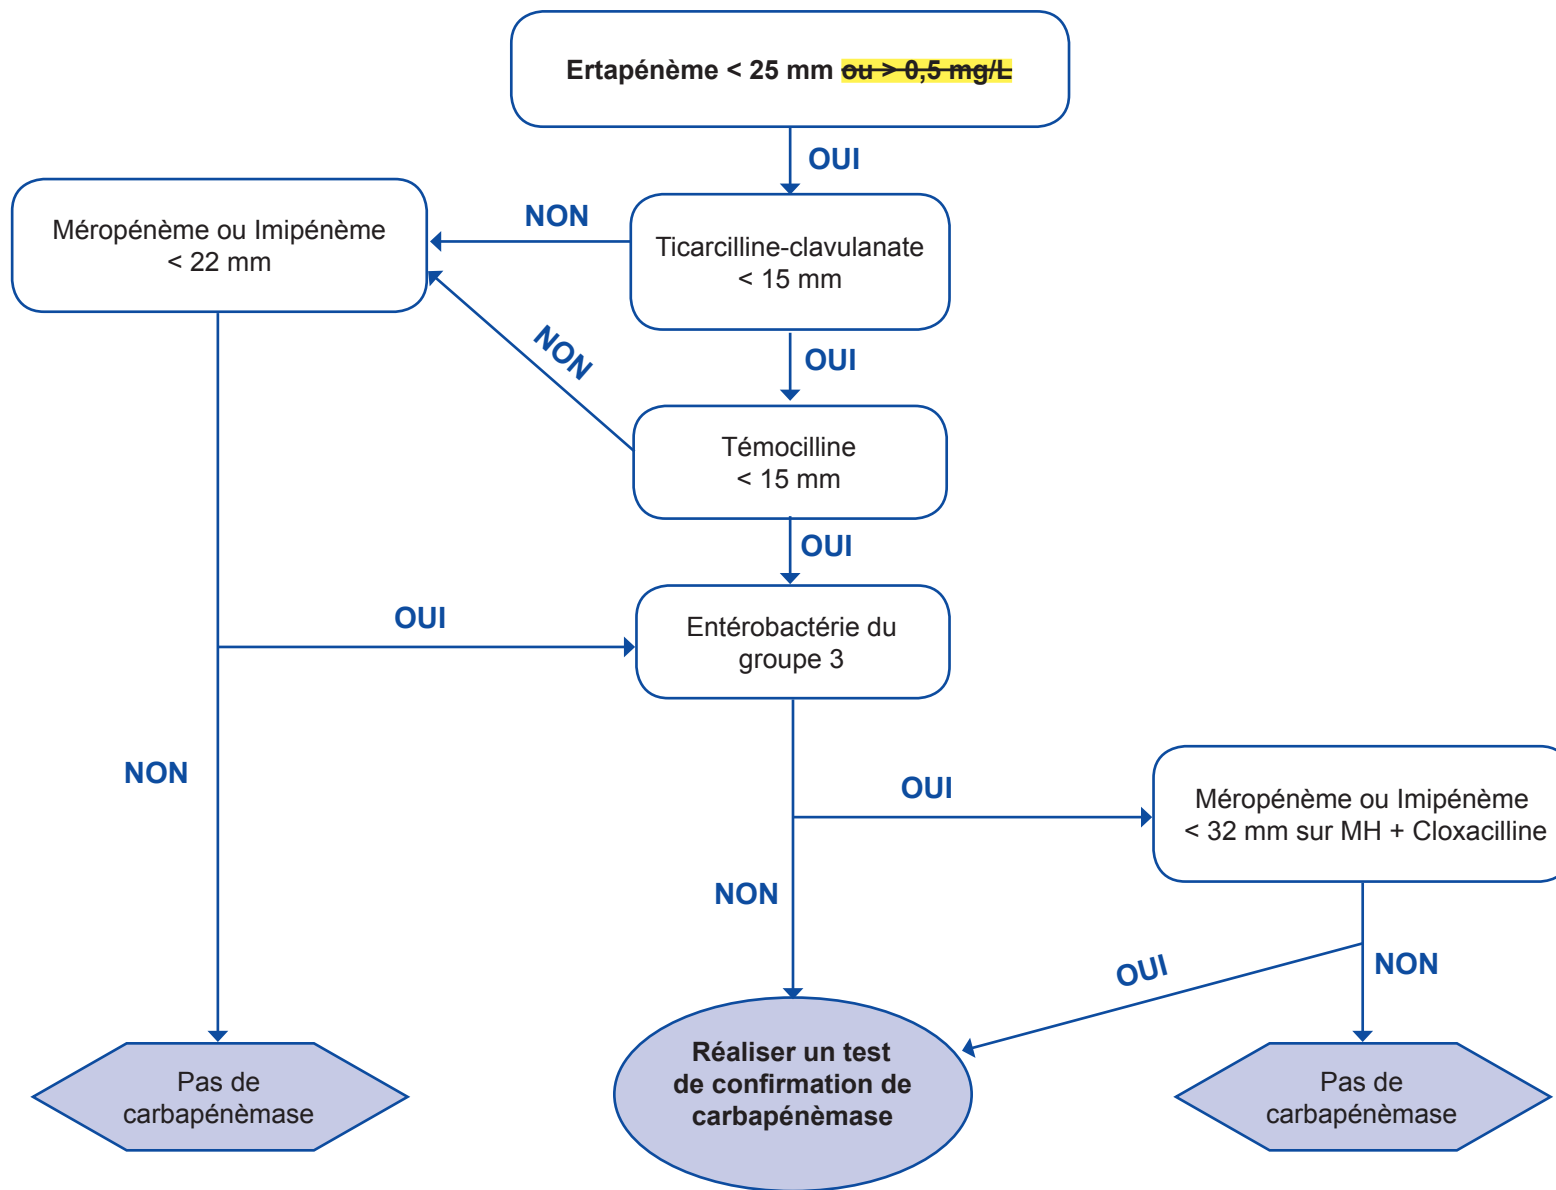 Ertapénème < 25 mm ou > 0,5 mg/L
OUI
NON
Méropénème ou Imipénème
< 22 mm
Ticarcilline-clavulanate
< 15 mm
NON
OUI
Témocilline
< 15 mm
OUI
OUI
Entérobactérie du
groupe 3
NON
OUI
Méropénème ou Imipénème
< 32 mm sur MH + Cloxacilline
NON
OUI
NON
Pas de
carbapénèmase
Réaliser un test
de confirmation de
carbapénèmase
Pas de
carbapénèmase